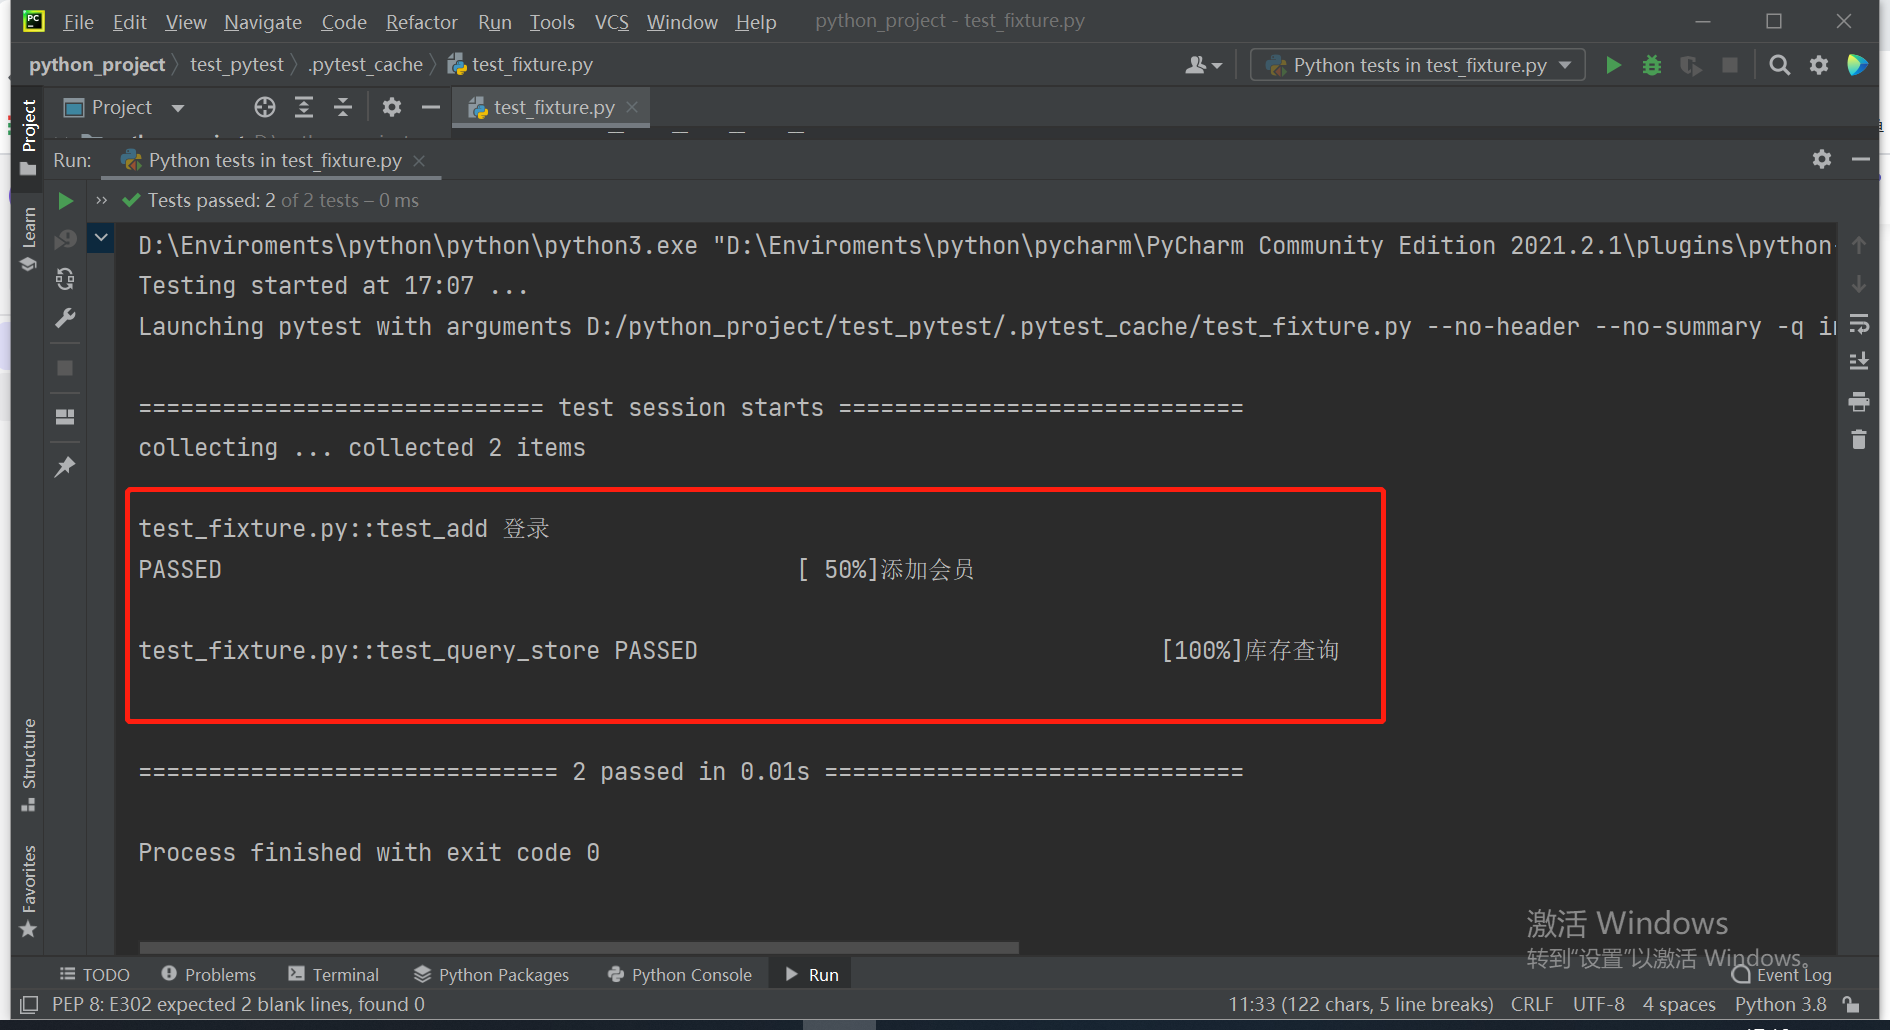 File Edit View Navigate Code Refactor Run Tools VCS Window Help python_project - test_fixture.py
python_project test_pytest .pytest_cache test_fixture.py Python tests in test_fixture.py
Project test_fixture.py
Project
Run: Python tests in test_fixture.py
Tests passed: 2 of 2 tests – 0 ms
Learn
D:\Enviroments\python\python\python3.exe "D:\Enviroments\python\pycharm\PyCharm Community Edition 2021.2.1\plugins\python
Testing started at 17:07 ...
Launching pytest with arguments D:/python_project/test_pytest/.pytest_cache/test_fixture.py --no-header --no-summary -q in
============================= test session starts =============================
collecting ... collected 2 items
test_fixture.py::test_add 登录
PASSED [ 50%]添加会员
test_fixture.py::test_query_store PASSED [100%]库存查询
============================== 2 passed in 0.01s ==============================
Process finished with exit code 0
Structure
Favorites
激活 Windows
转到“设置”以激活 Windows。
TODO Problems Terminal Python Packages Python Console Run Event Log
PEP 8: E302 expected 2 blank lines, found 0 11:33 (122 chars, 5 line breaks) CRLF UTF-8 4 spaces Python 3.8